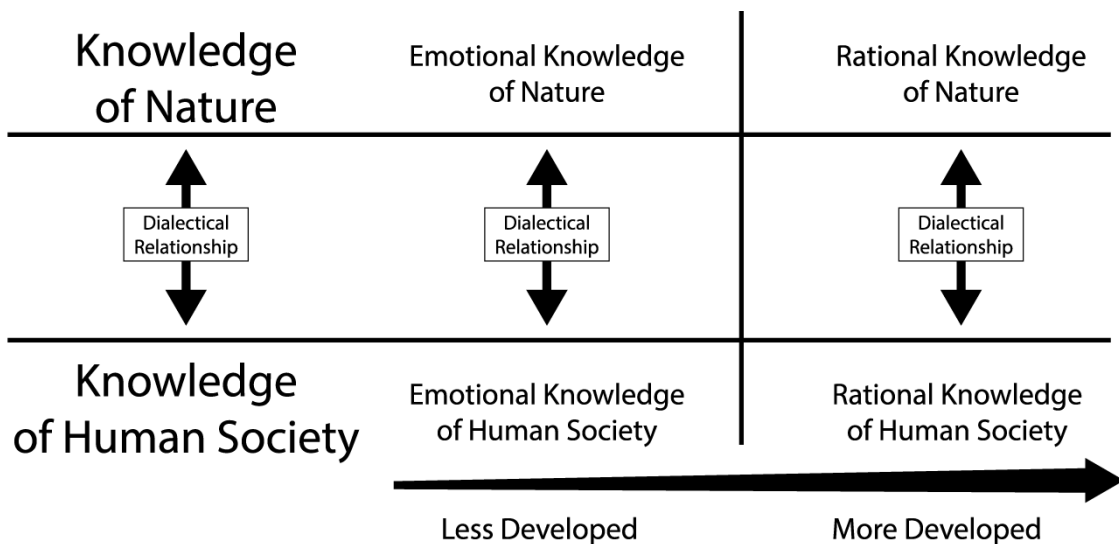 Knowledge
of Nature
Emotional Knowledge
of Nature
Rational Knowledge
of Nature
Dialectical
Relationship
Dialectical
Relationship
Dialectical
Relationship
Knowledge
of Human Society
Emotional Knowledge
of Human Society
Rational Knowledge
of Human Society
Less Developed
More Developed